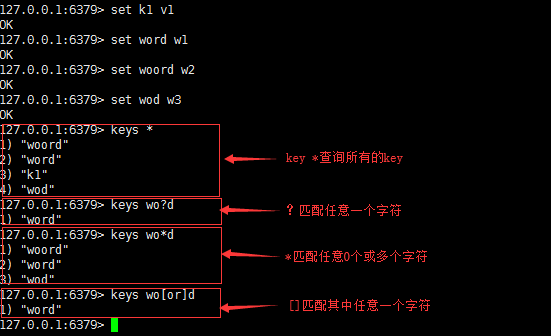 127.0.0.1:6379> set k1 v1
OK
127.0.0.1:6379> set word w1
OK
127.0.0.1:6379> set woord w2
OK
127.0.0.1:6379> set wod w3
OK
127.0.0.1:6379> keys *
1) "woord"
2) "word"
3) "k1"
4) "wod"
key *查询所有的key
127.0.0.1:6379> keys wo?d
1) "word"
？匹配任意一个字符
127.0.0.1:6379> keys wo*d
1) "woord"
2) "word"
3) "wod"
*匹配任意0个或多个字符
127.0.0.1:6379> keys wo[or]d
1) "word"
[]匹配其中任意一个字符
127.0.0.1:6379>